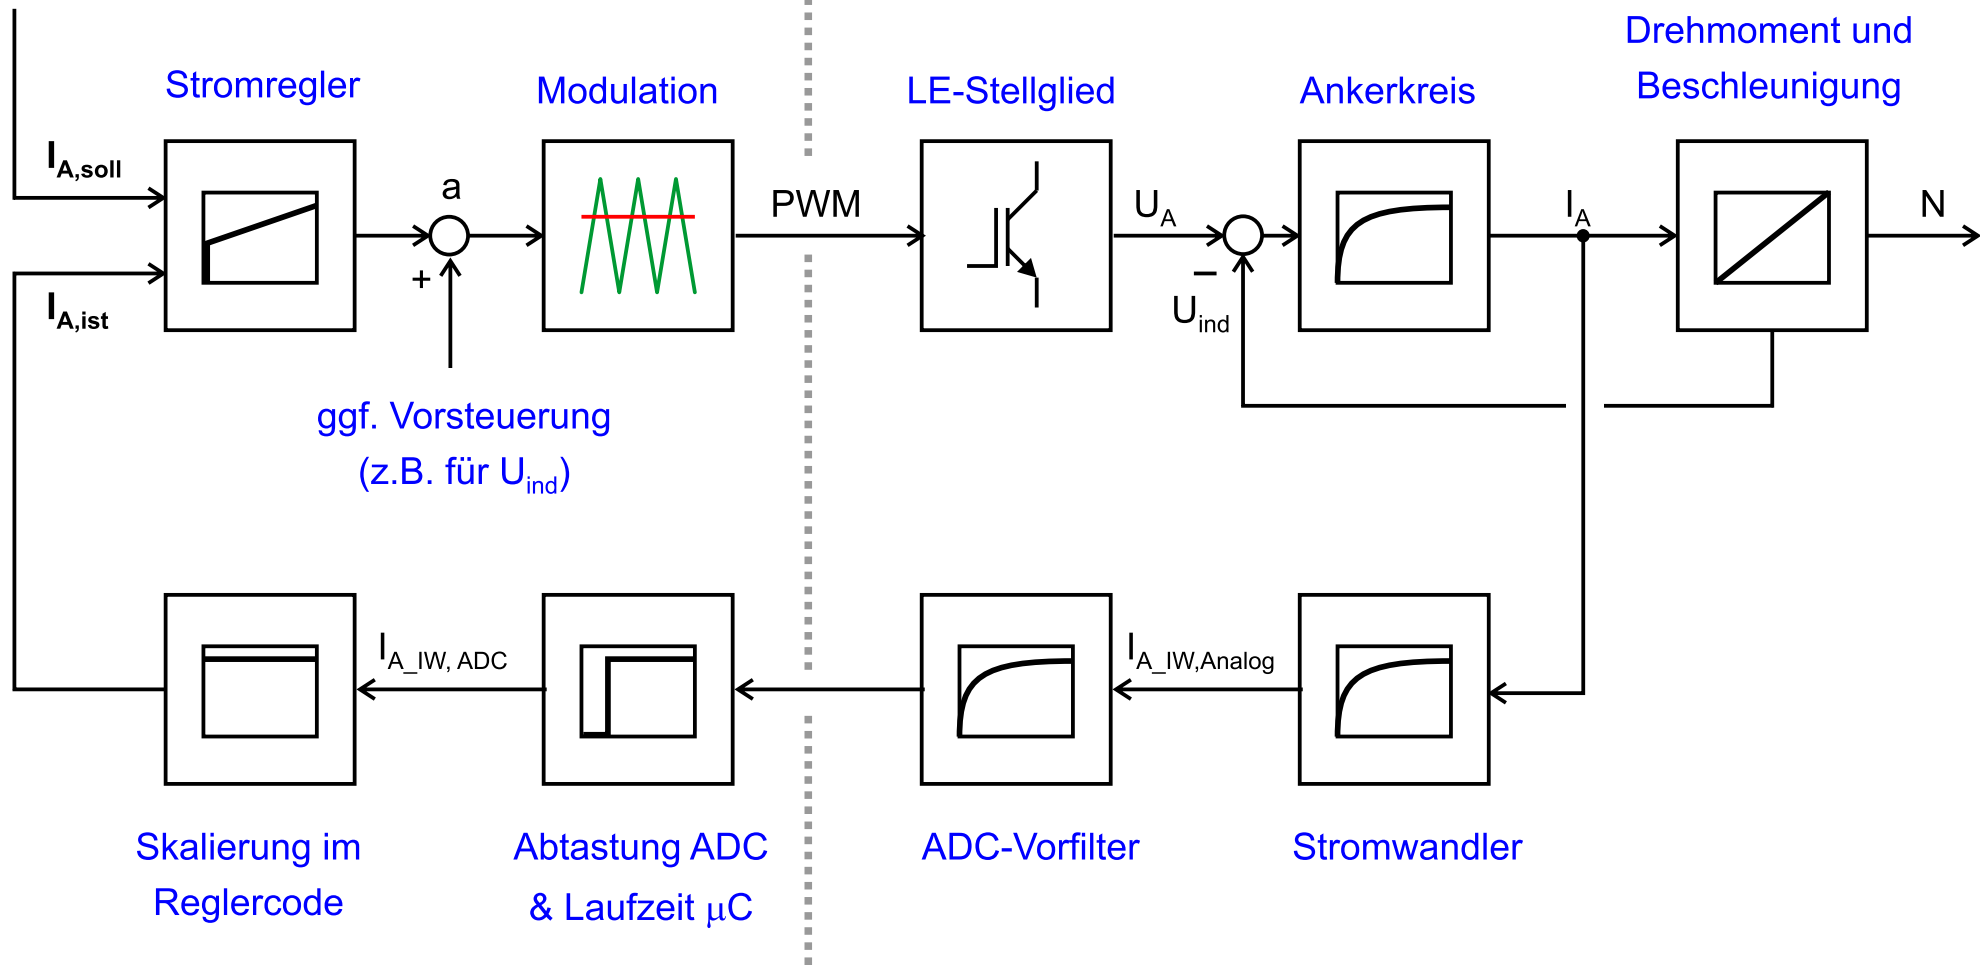 Drehmoment und
Beschleunigung
Stromregler
Modulation
LE-Stellglied
Ankerkreis
I_A,soll
a
PWM
U_A
I_A
N
+
−
I_A,ist
U_ind
ggf. Vorsteuerung
(z.B. für U_ind)
I_A_IW, ADC
I_A_IW,Analog
Skalierung im
Reglercode
Abtastung ADC
& Laufzeit μC
ADC-Vorfilter
Stromwandler